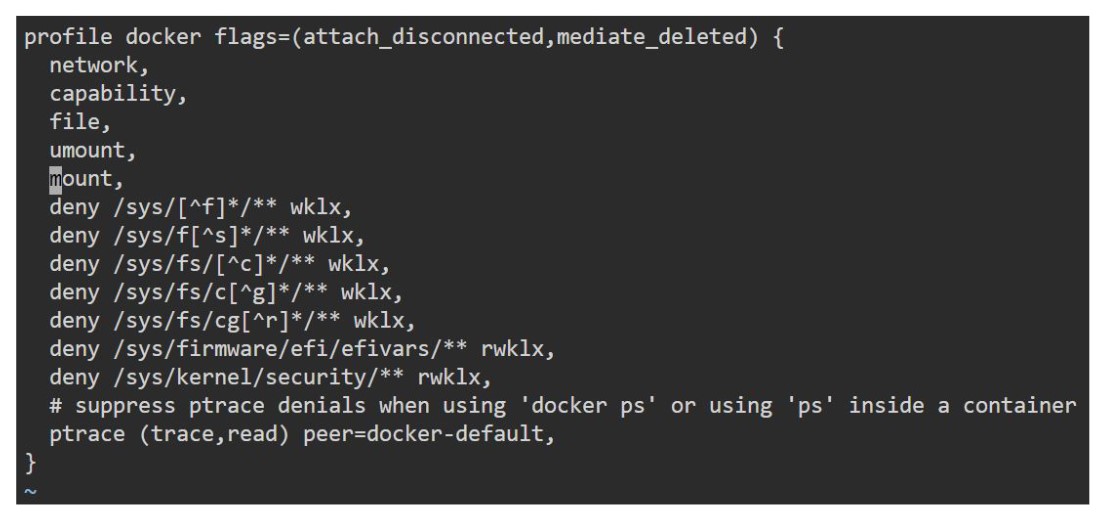 profile docker flags=(attach_disconnected,mediate_deleted) {
  network,
  capability,
  file,
  umount,
  mount,
  deny /sys/[^f]*/** wklx,
  deny /sys/f[^s]*/** wklx,
  deny /sys/fs/[^c]*/** wklx,
  deny /sys/fs/c[^g]*/** wklx,
  deny /sys/fs/cg[^r]*/** wklx,
  deny /sys/firmware/efi/efivars/** rwklx,
  deny /sys/kernel/security/** rwklx,
  # suppress ptrace denials when using 'docker ps' or using 'ps' inside a container
  ptrace (trace,read) peer=docker-default,
}
~